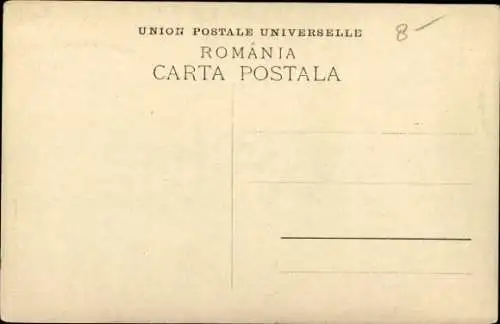 UNION POSTALE UNIVERSELLE
8-
ROMÂNIA
CARTA POSTALA